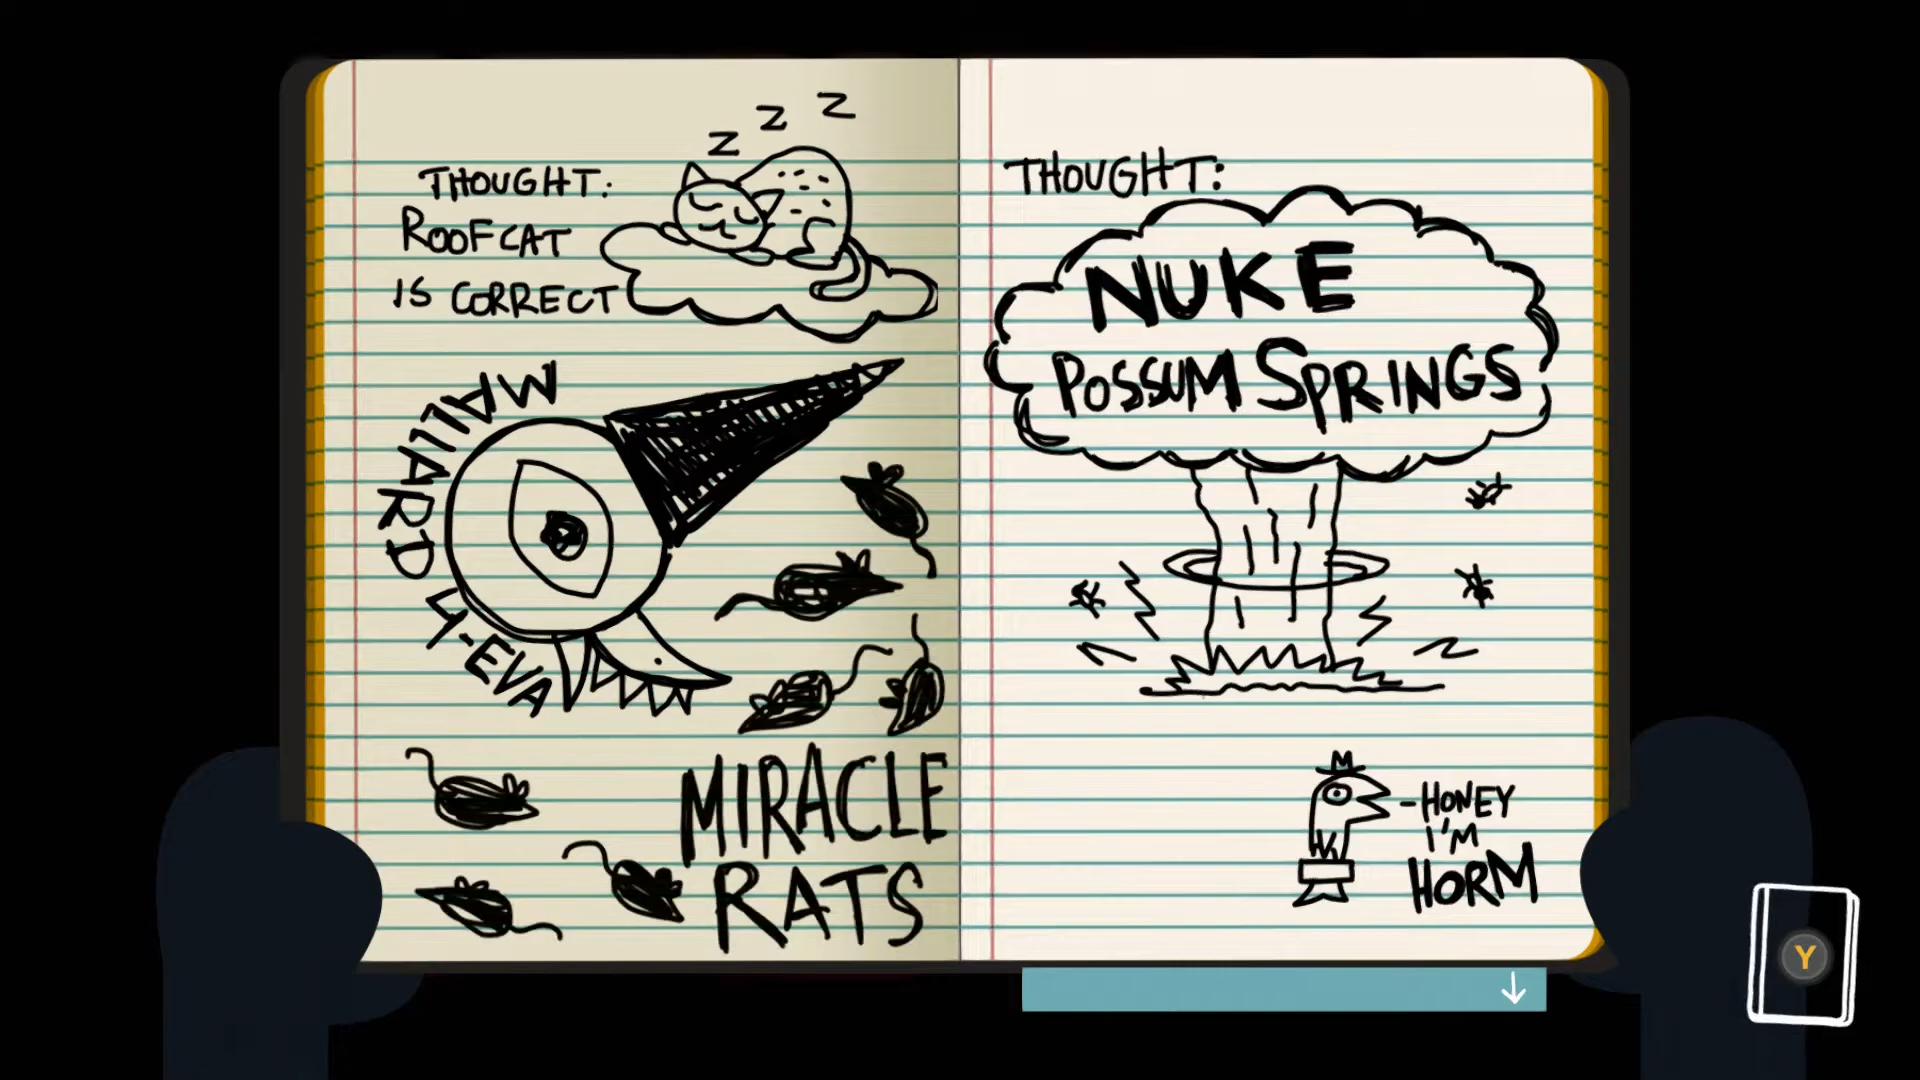 Z Z Z
THOUGHT:
ROOFCAT
IS CORRECT
MALLARD
4-EVA
MIRACLE
RATS
THOUGHT:
NUKE
POSSUM SPRINGS
-HONEY
I'M
HORM
Y